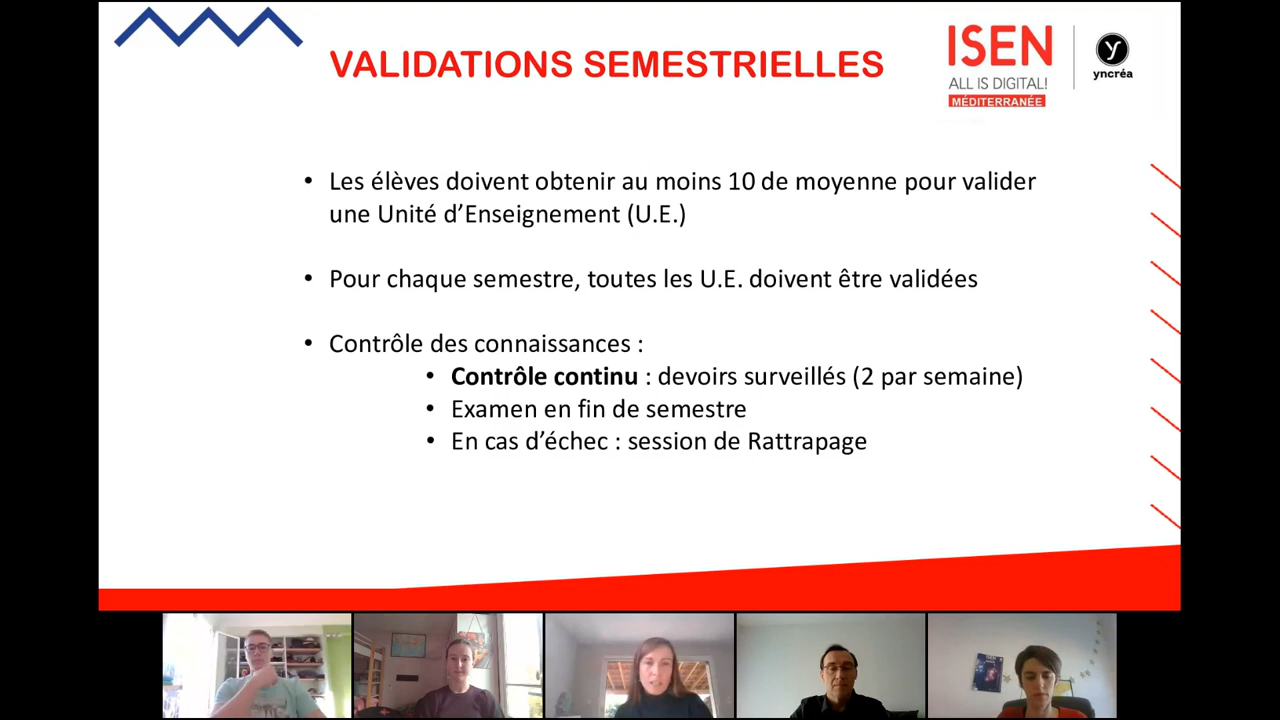 VALIDATIONS SEMESTRIELLES
ISEN
ALL IS DIGITAL!
MÉDITERRANÉE
yncréa
• Les élèves doivent obtenir au moins 10 de moyenne pour valider
une Unité d’Enseignement (U.E.)
• Pour chaque semestre, toutes les U.E. doivent être validées
• Contrôle des connaissances :
• Contrôle continu : devoirs surveillés (2 par semaine)
• Examen en fin de semestre
• En cas d’échec : session de Rattrapage
ISEN